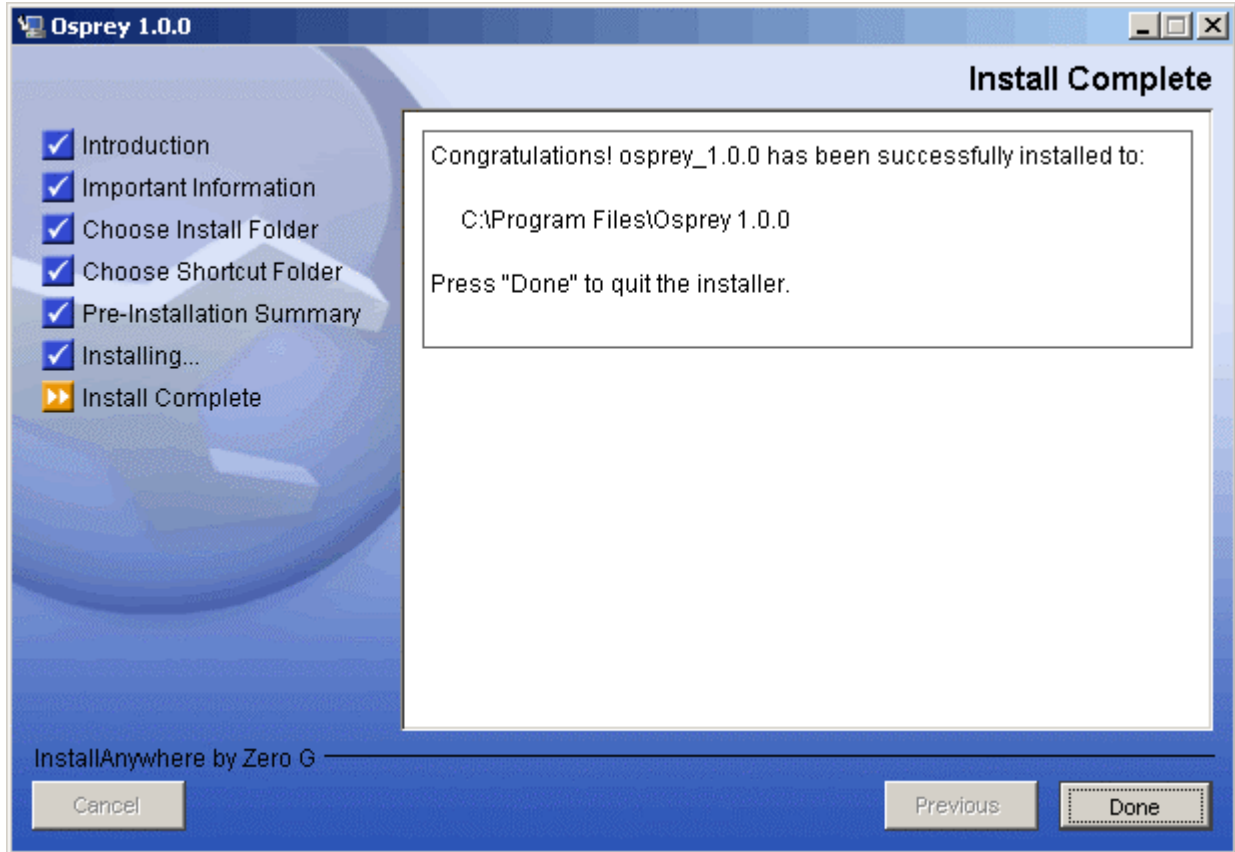 Osprey 1.0.0
Install Complete
Introduction
Important Information
Choose Install Folder
Choose Shortcut Folder
Pre-Installation Summary
Installing...
Install Complete
Congratulations! osprey_1.0.0 has been successfully installed to:
C:\Program Files\Osprey 1.0.0
Press "Done" to quit the installer.
InstallAnywhere by Zero G
Cancel
Previous
Done